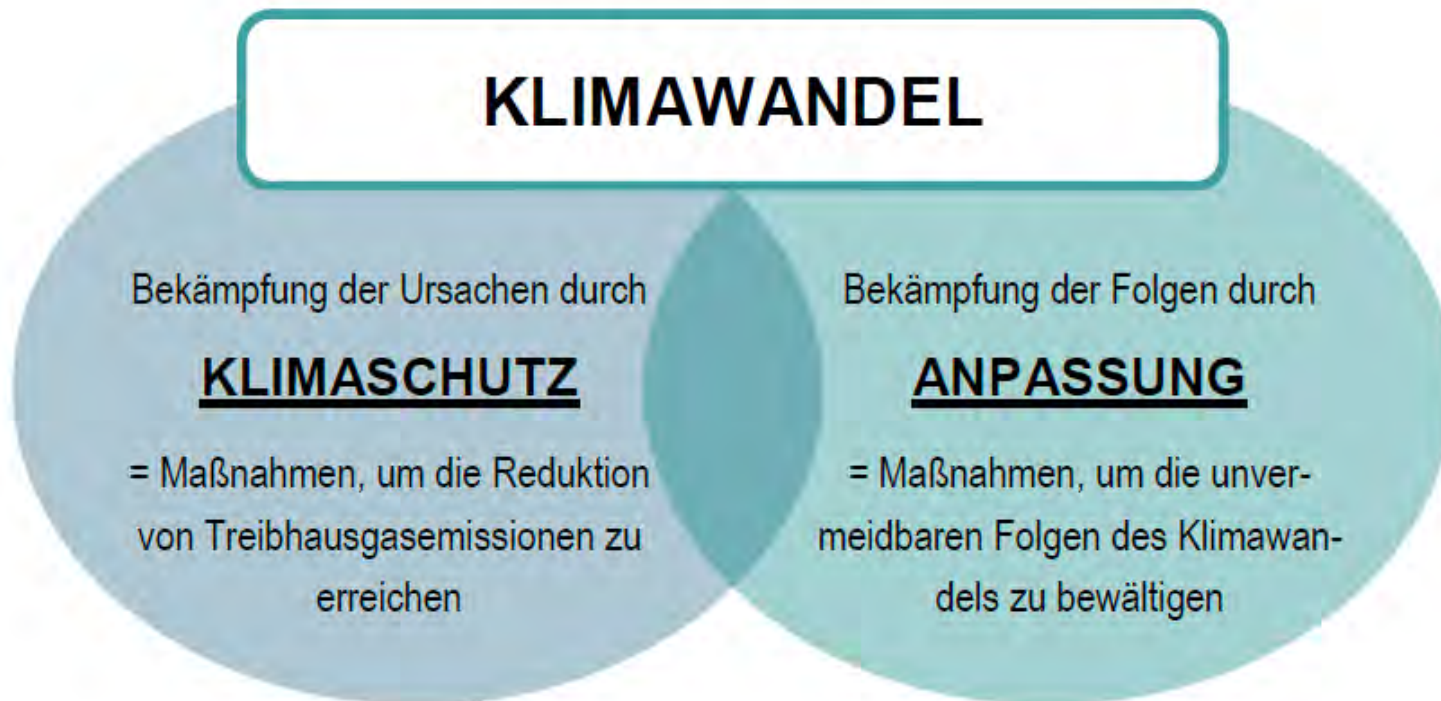 KLIMAWANDEL
Bekämpfung der Ursachen durch
KLIMASCHUTZ
= Maßnahmen, um die Reduktion
von Treibhausgasemissionen zu
erreichen
Bekämpfung der Folgen durch
ANPASSUNG
= Maßnahmen, um die unver-
meidbaren Folgen des Klimawan-
dels zu bewältigen